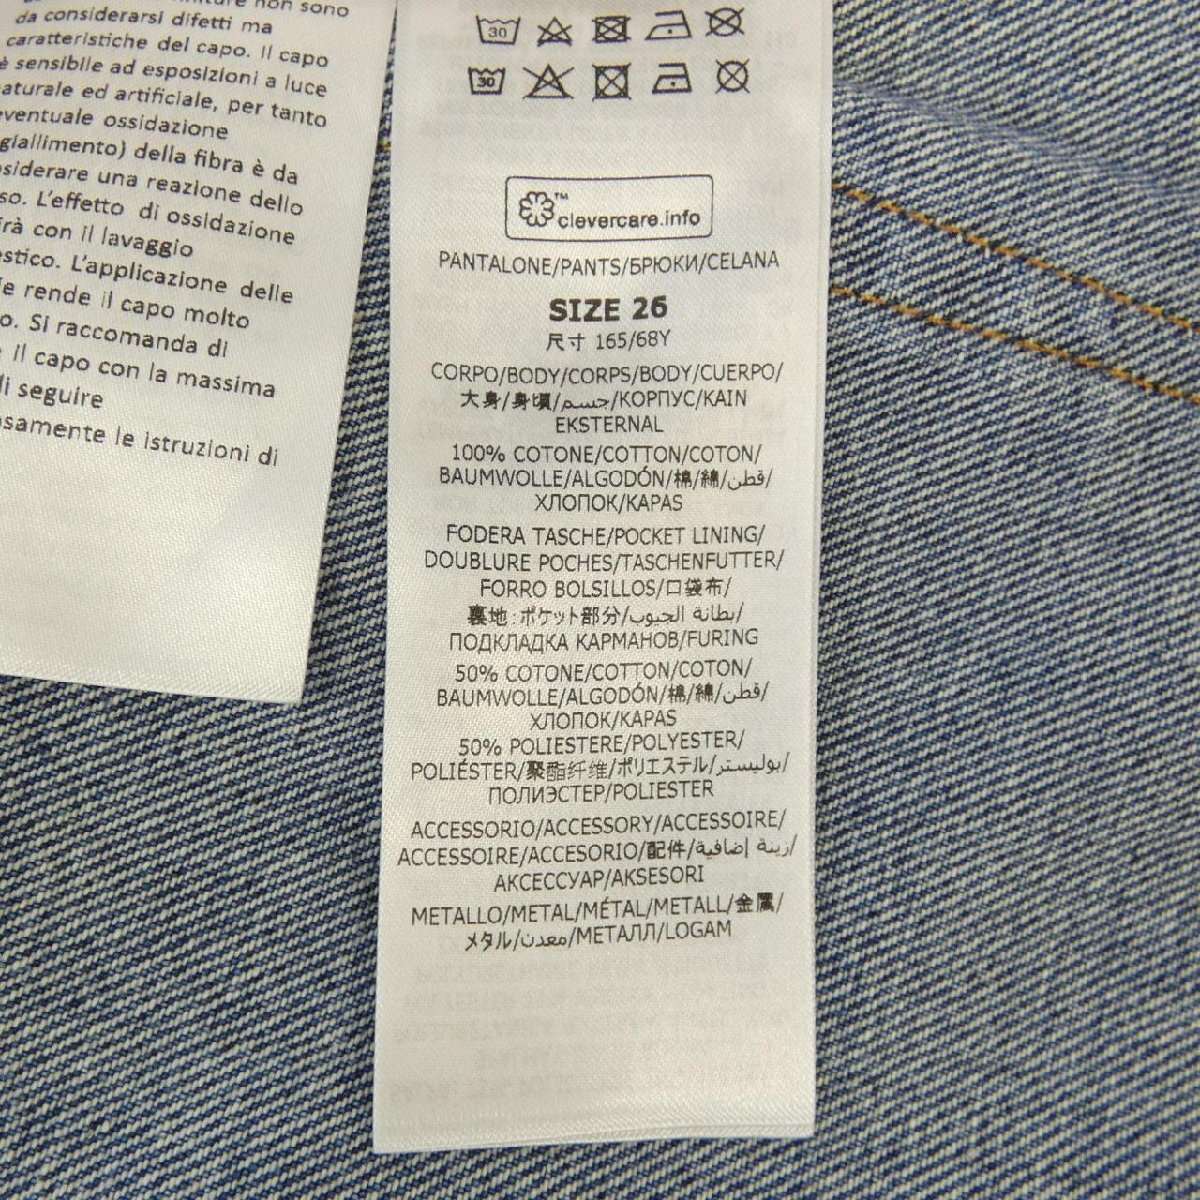 non sono
da considerarsi difetti ma
caratteristiche del capo. Il capo
è sensibile ad esposizioni a luce
aturale ed artificiale, per tanto
eventuale ossidazione
giallimento) della fibra è da
siderare una reazione dello
so. L'effetto di ossidazione
rà con il lavaggio
estico. L'applicazione delle
le rende il capo molto
o. Si raccomanda di
il capo con la massima
di seguire
samente le istruzioni di
30
30
™
clevercare.info
PANTALONE/PANTS/БРЮКИ/CELANA
SIZE 26
尺寸 165/68Y
CORPO/BODY/CORPS/BODY/CUERPO/
大身/身頃/جسم/КОРПУС/KAIN
EKSTERNAL
100% COTONE/COTTON/COTON/
BAUMWOLLE/ALGODÓN/棉/綿/قطن/
ХЛОПОК/KAPAS
FODERA TASCHE/POCKET LINING/
DOUBLURE POCHES/TASCHENFUTTER/
FORRO BOLSILLOS/口袋布/
裏地:ポケット部分/بطانة الجيوب/
ПОДКЛАДКА КАРМАНОВ/FURING
50% COTONE/COTTON/COTON/
BAUMWOLLE/ALGODÓN/棉/綿/قطن/
ХЛОПОК/KAPAS
50% POLIESTERE/POLYESTER/
POLIÉSTER/聚酯纤维/ポリエステル/بوليستر/
ПОЛИЭСТЕР/POLIESTER
ACCESSORIO/ACCESSORY/ACCESSOIRE/
ACCESSOIRE/ACCESORIO/配件/زينة إضافية/
АКСЕССУАР/AKSESORI
METALLO/METAL/MÉTAL/METALL/金属/
メタル/معدن/МЕТАЛЛ/LOGAM